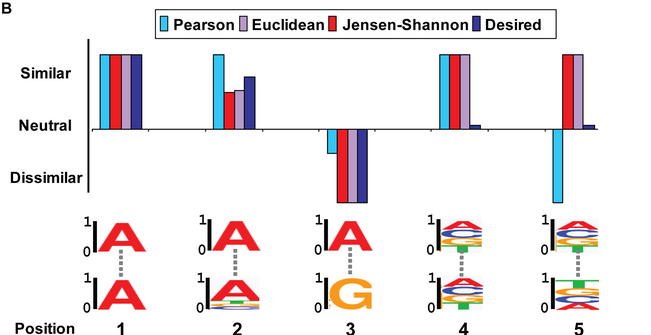 B
Pearson Euclidean Jensen-Shannon Desired
Similar
Neutral
Dissimilar
1 A 1 A 1 A 1 A C G T 1 A C G T
0 0 0 0 0
1 A 1 A T G C 1 G 1 A C G T 1 T G C A
0 0 0 0 0
Position 1 2 3 4 5